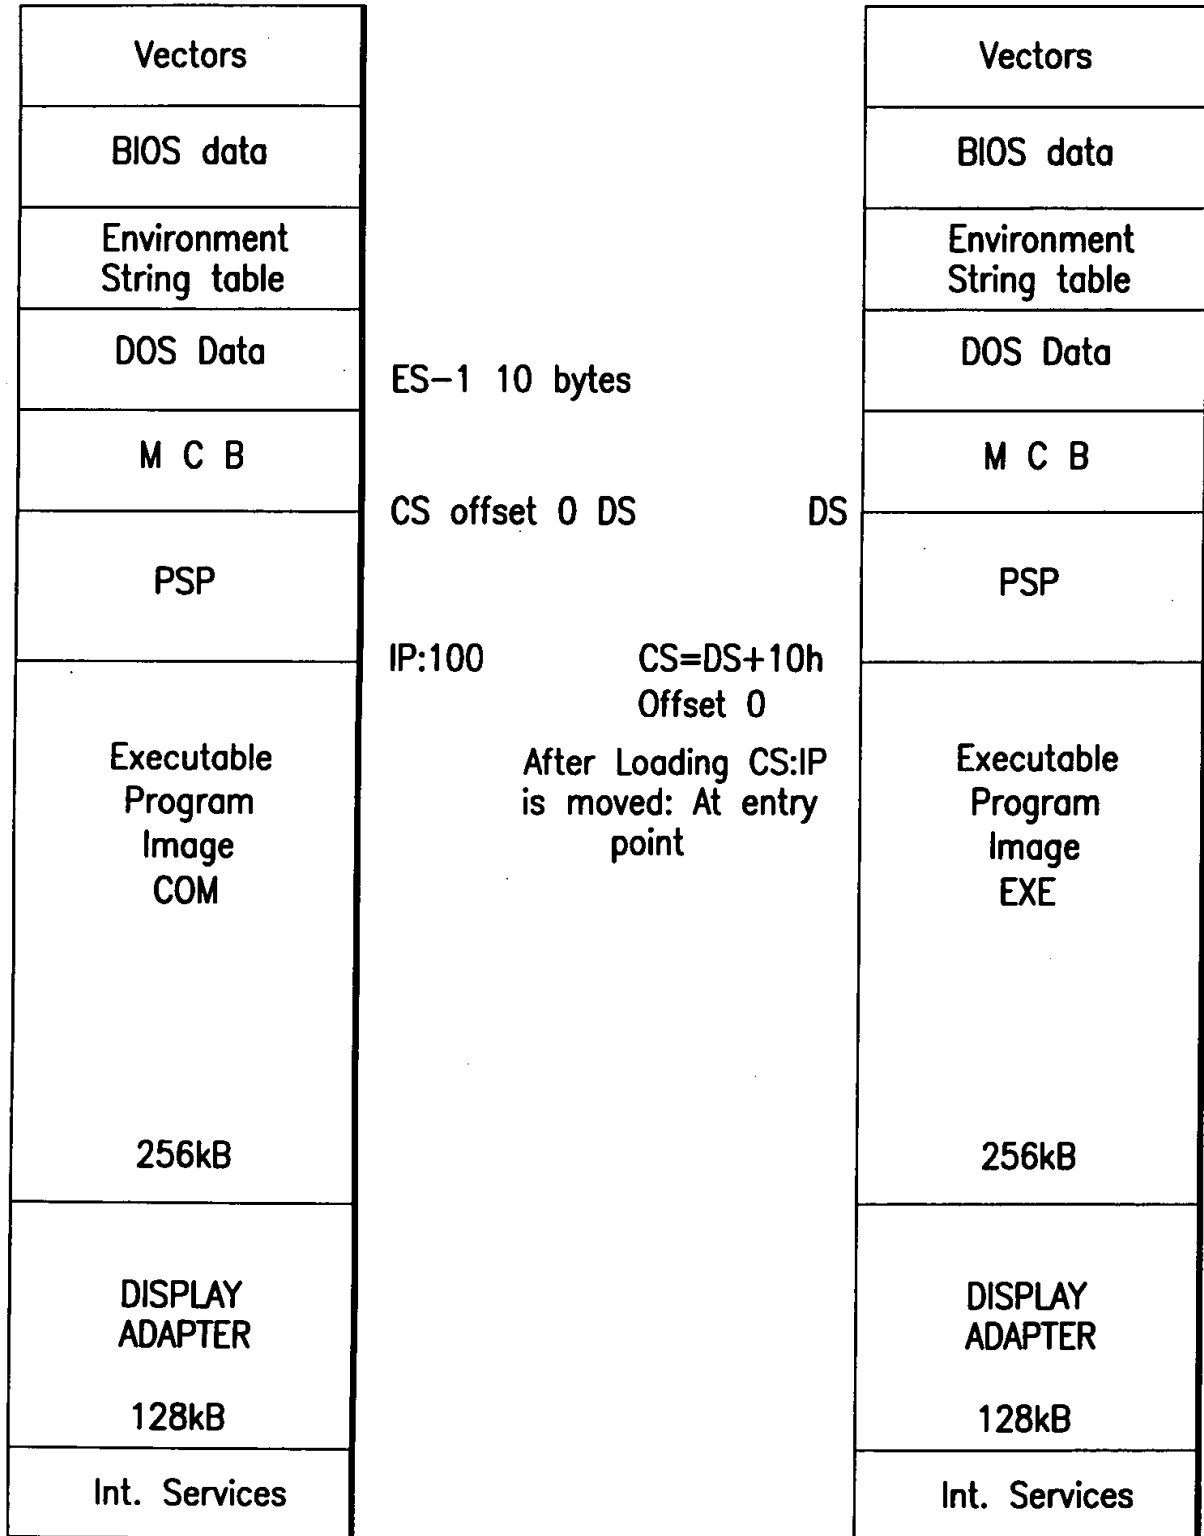 Vectors
BIOS data
Environment
String table
DOS Data
M C B
PSP
Executable
Program
Image
COM
256kB
DISPLAY
ADAPTER
128kB
Int. Services
ES-1 10 bytes
CS offset 0 DS
IP:100
DS
CS=DS+10h
Offset 0
After Loading CS:IP
is moved: At entry
point
Vectors
BIOS data
Environment
String table
DOS Data
M C B
PSP
Executable
Program
Image
EXE
256kB
DISPLAY
ADAPTER
128kB
Int. Services